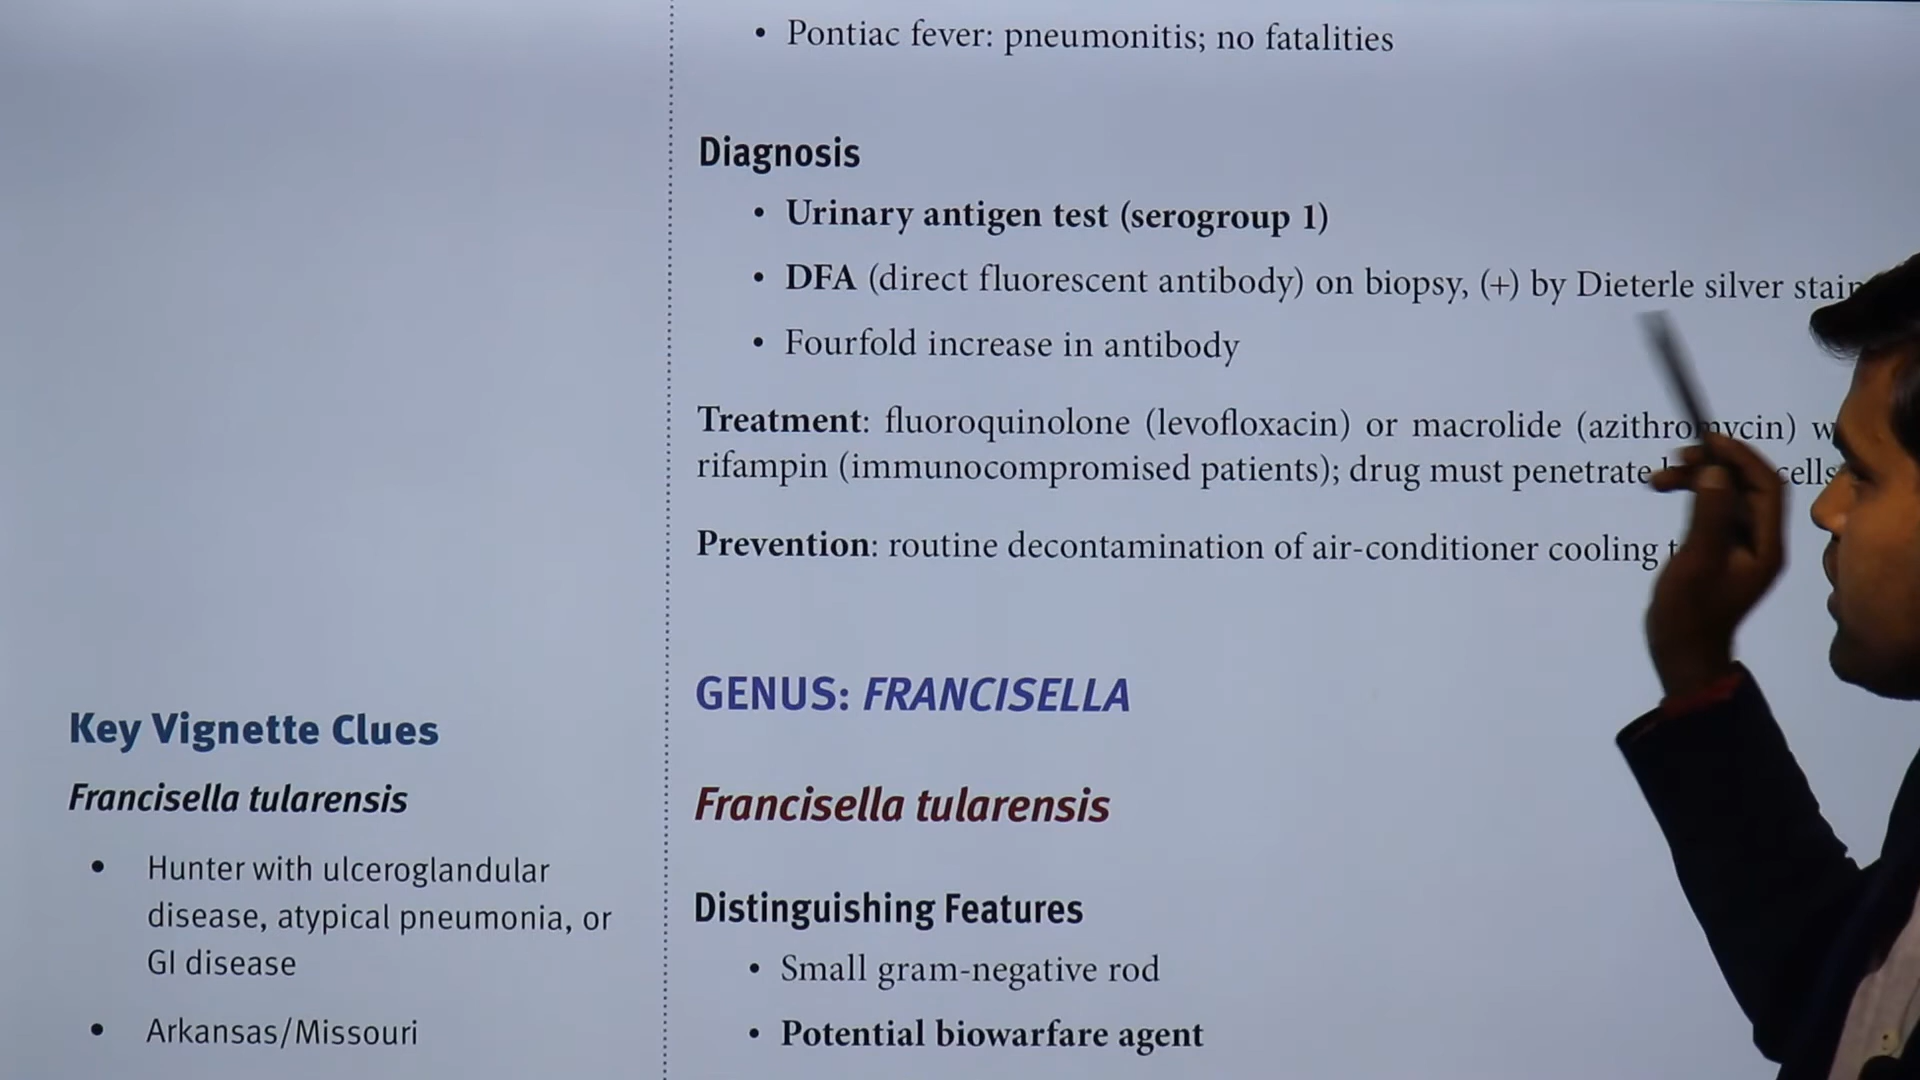 • Pontiac fever: pneumonitis; no fatalities
Diagnosis
• Urinary antigen test (serogroup 1)
• DFA (direct fluorescent antibody) on biopsy, (+) by Dieterle silver stain
• Fourfold increase in antibody
Treatment: fluoroquinolone (levofloxacin) or macrolide (azithromycin)
rifampin (immunocompromised patients); drug must penetrate cells
Prevention: routine decontamination of air-conditioner cooling
GENUS: FRANCISELLA
Francisella tularensis
Distinguishing Features
• Small gram-negative rod
• Potential biowarfare agent
Key Vignette Clues
Francisella tularensis
• Hunter with ulceroglandular
disease, atypical pneumonia, or
GI disease
• Arkansas/Missouri